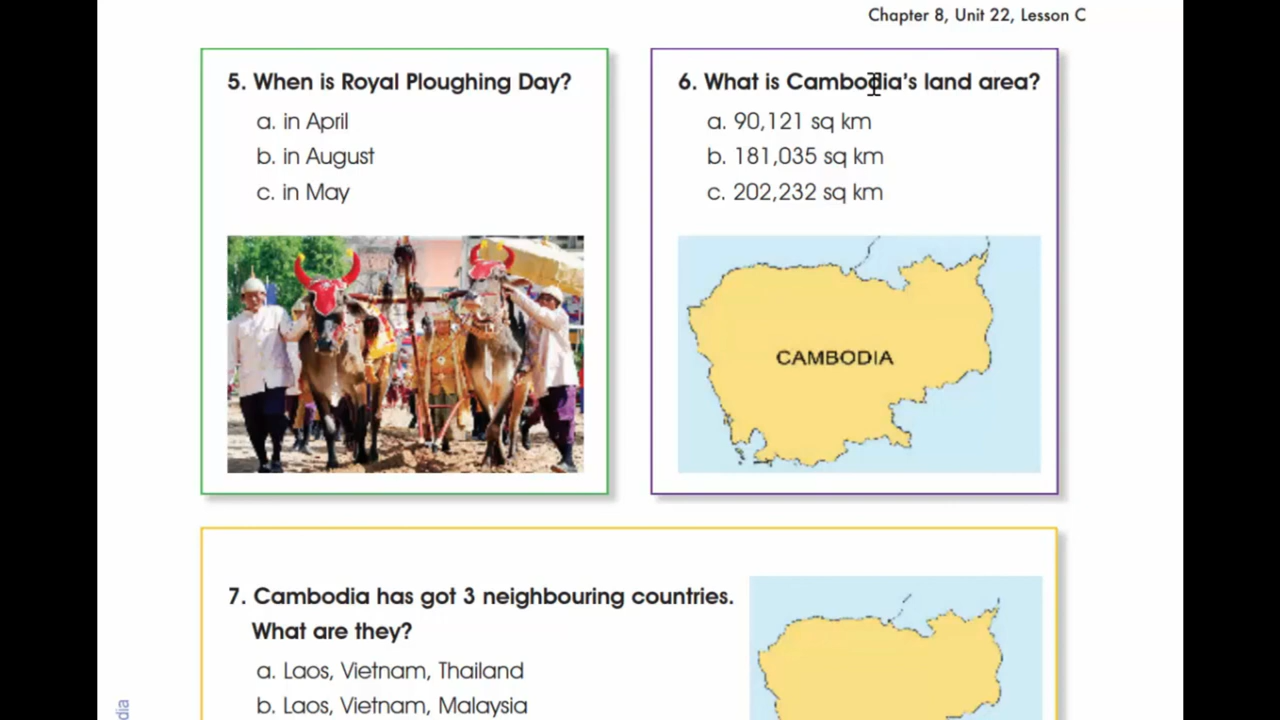 Chapter 8, Unit 22, Lesson C
5. When is Royal Ploughing Day?
a. in April
b. in August
c. in May
6. What is Cambodia's land area?
a. 90,121 sq km
b. 181,035 sq km
c. 202,232 sq km
CAMBODIA
7. Cambodia has got 3 neighbouring countries.
What are they?
a. Laos, Vietnam, Thailand
b. Laos, Vietnam, Malaysia
dia